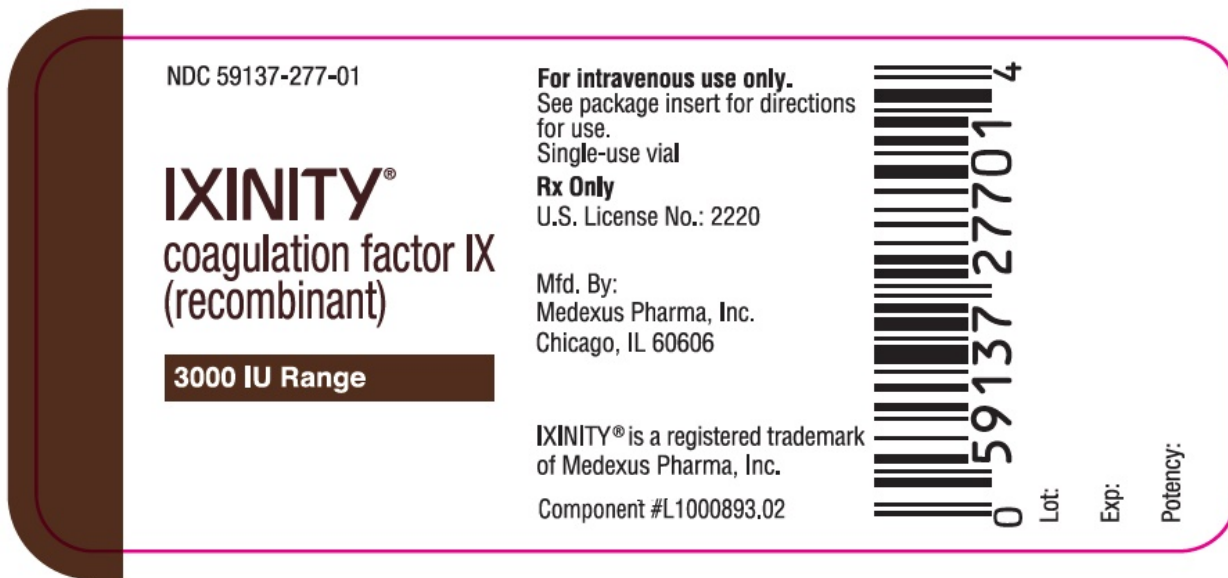 NDC 59137-277-01
IXINITY®
coagulation factor IX
(recombinant)
3000 IU Range
For intravenous use only.
See package insert for directions
for use.
Single-use vial
Rx Only
U.S. License No.: 2220
Mfd. By:
Medexus Pharma, Inc.
Chicago, IL 60606
IXINITY® is a registered trademark
of Medexus Pharma, Inc.
Component #L1000893.02
0 59137 27701 4
Lot:
Exp:
Potency: